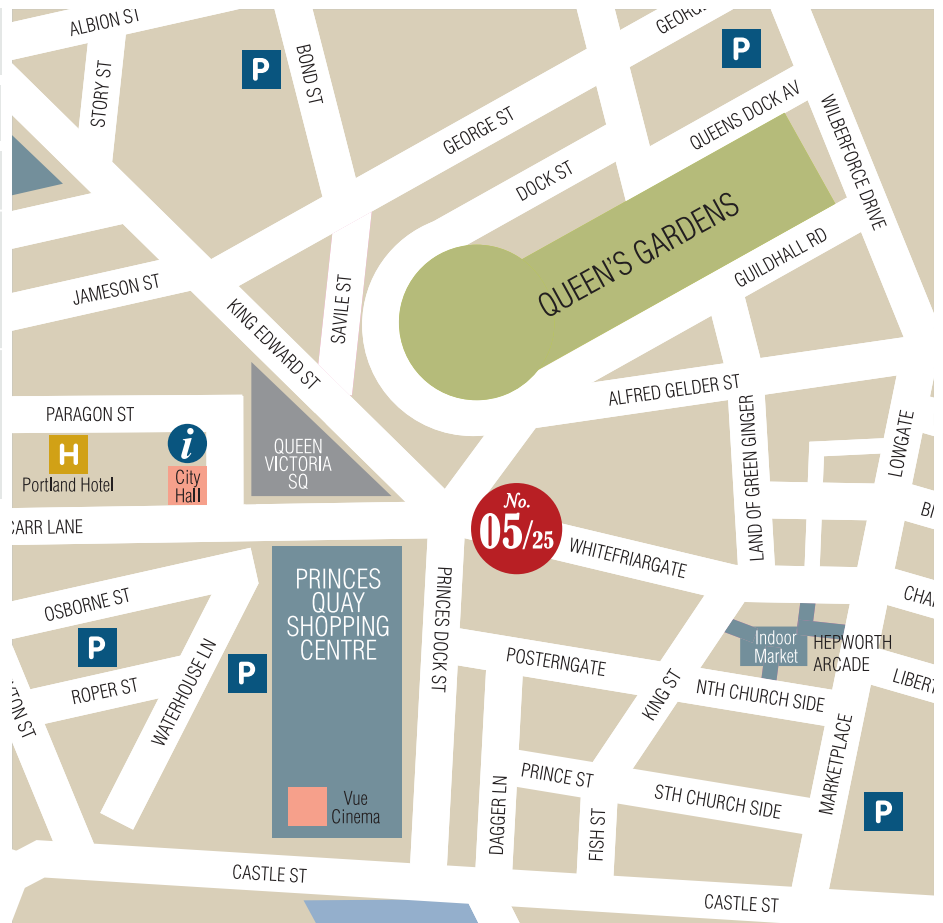 ALBION ST
STORY ST
P
BOND ST
P
GEORGE ST
QUEENS DOCK AV
WILBERFORCE DRIVE
DOCK ST
QUEEN'S GARDENS
GUILDHALL RD
JAMESON ST
KING EDWARD ST
SAVILE ST
ALFRED GELDER ST
PARAGON ST
H
Portland Hotel
i
City
Hall
QUEEN
VICTORIA
SQ
LAND OF GREEN GINGER
LOWGATE
CARR LANE
No.
05/25
WHITEFRIARGATE
OSBORNE ST
P
ROPER ST
WATERHOUSE LN
P
PRINCES
QUAY
SHOPPING
CENTRE
PRINCES DOCK ST
POSTERNGATE
KING ST
Indoor
Market
HEPWORTH
ARCADE
NTH CHURCH SIDE
MARKETPLACE
Vue
Cinema
DAGGER LN
PRINCE ST
FISH ST
STH CHURCH SIDE
P
CASTLE ST
CASTLE ST